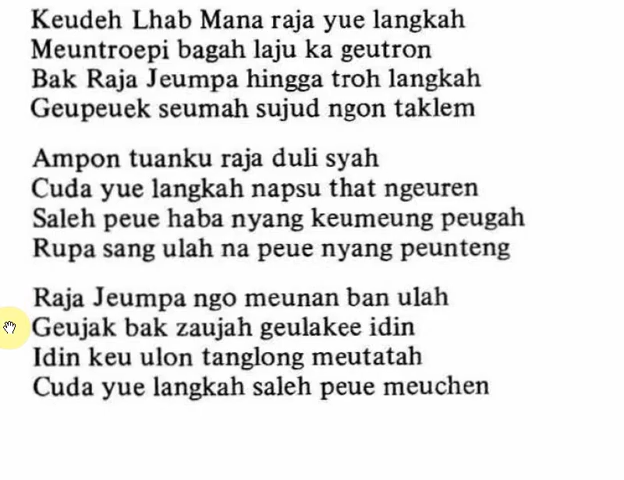 Keudeh Lhab Mana raja yue langkah
Meuntroepi bagah laju ka geutron
Bak Raja Jeumpa hingga troh langkah
Geupeuek seumah sujud ngon taklem
Ampon tuanku raja duli syah
Cuda yue langkah napsu that ngeuren
Saleh peue haba nyang keumeung peugah
Rupa sang ulah na peue nyang peunteng
Raja Jeumpa ngo meunan ban ulah
Geujak bak zaujah geulakee idin
Idin keu ulon tanglong meutatah
Cuda yue langkah saleh peue meuchen